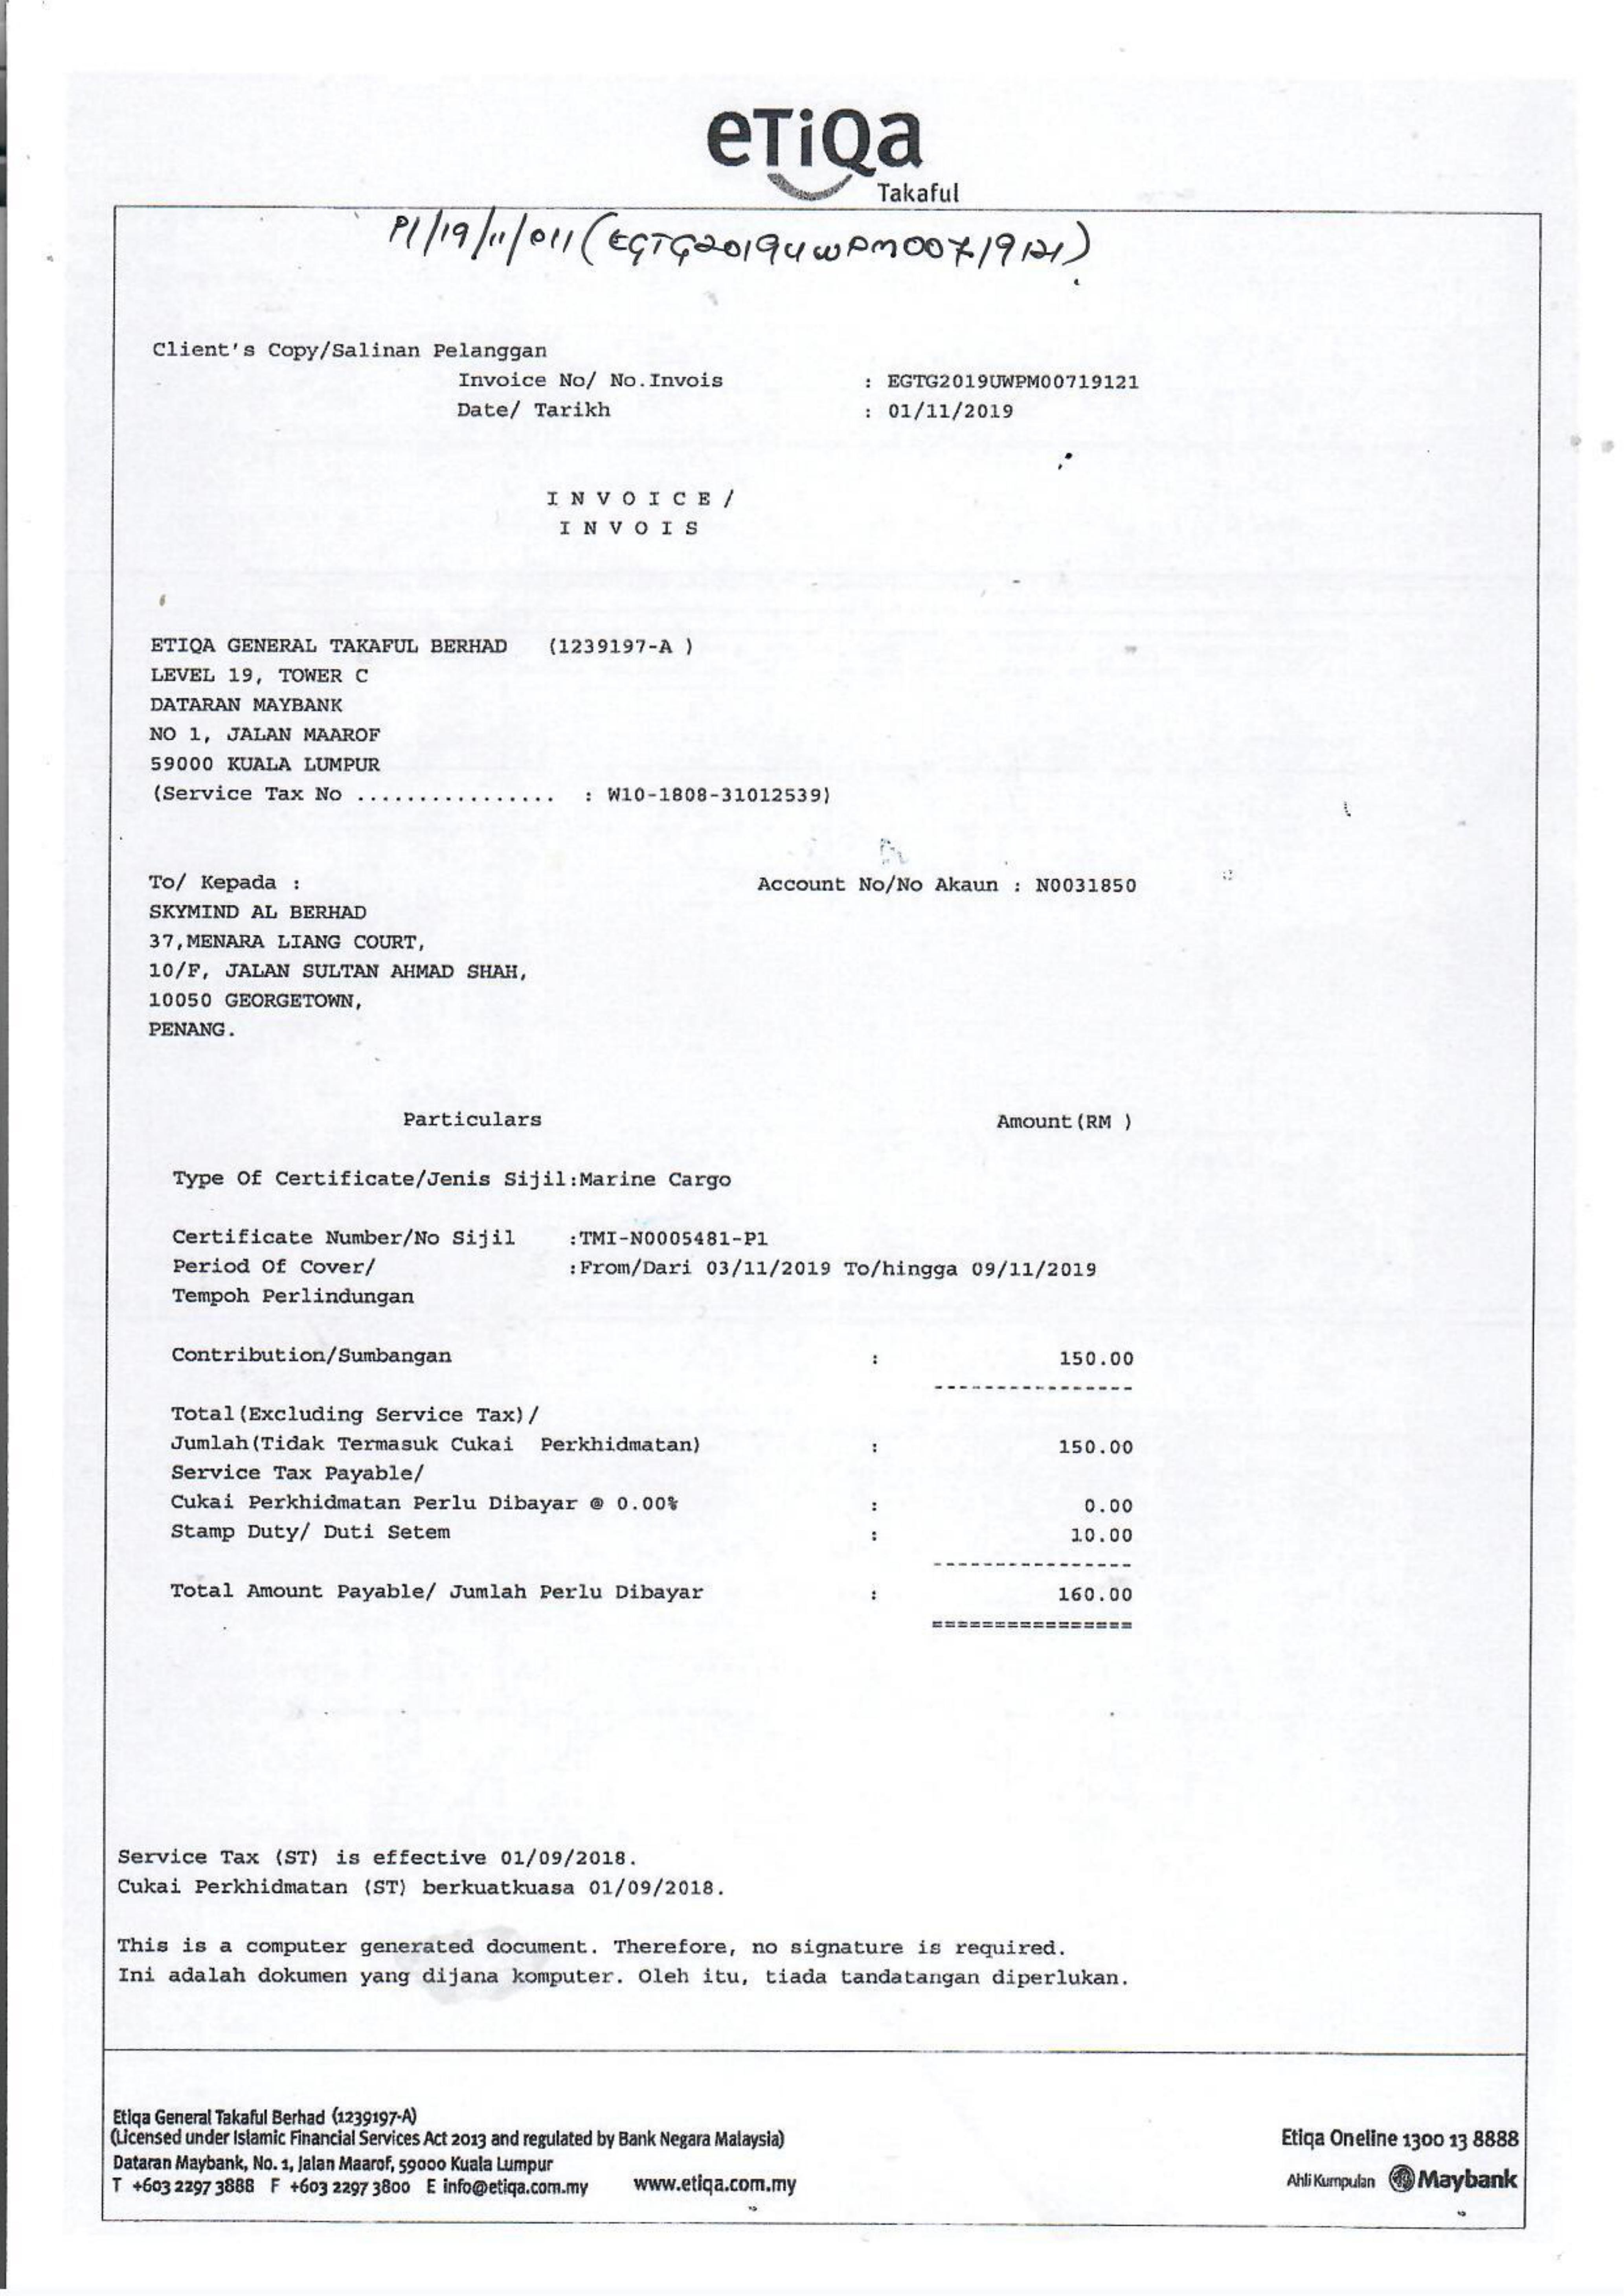 eTiQa
Takaful
P1/19/11/011 (EGTG2019UWPM00719121)
Client's Copy/Salinan Pelanggan
Invoice No/ No.Invois : EGTG2019UWPM00719121
Date/ Tarikh : 01/11/2019
I N V O I C E /
I N V O I S
ETIQA GENERAL TAKAFUL BERHAD (1239197-A )
LEVEL 19, TOWER C
DATARAN MAYBANK
NO 1, JALAN MAAROF
59000 KUALA LUMPUR
(Service Tax No ................ : W10-1808-31012539)
To/ Kepada : Account No/No Akaun : N0031850
SKYMIND AL BERHAD
37,MENARA LIANG COURT,
10/F, JALAN SULTAN AHMAD SHAH,
10050 GEORGETOWN,
PENANG.
Particulars Amount(RM )
Type Of Certificate/Jenis Sijil:Marine Cargo
Certificate Number/No Sijil :TMI-N0005481-P1
Period Of Cover/ :From/Dari 03/11/2019 To/hingga 09/11/2019
Tempoh Perlindungan
Contribution/Sumbangan : 150.00
----------------
Total(Excluding Service Tax)/
Jumlah(Tidak Termasuk Cukai Perkhidmatan) : 150.00
Service Tax Payable/
Cukai Perkhidmatan Perlu Dibayar @ 0.00% : 0.00
Stamp Duty/ Duti Setem : 10.00
----------------
Total Amount Payable/ Jumlah Perlu Dibayar : 160.00
================
Service Tax (ST) is effective 01/09/2018.
Cukai Perkhidmatan (ST) berkuatkuasa 01/09/2018.
This is a computer generated document. Therefore, no signature is required.
Ini adalah dokumen yang dijana komputer. Oleh itu, tiada tandatangan diperlukan.
Etiqa General Takaful Berhad (1239197-A)
(Licensed under Islamic Financial Services Act 2013 and regulated by Bank Negara Malaysia)
Dataran Maybank, No. 1, Jalan Maarof, 59000 Kuala Lumpur
T +603 2297 3888 F +603 2297 3800 E info@etiqa.com.my www.etiqa.com.my
Etiqa Oneline 1300 13 8888
Ahli Kumpulan Maybank